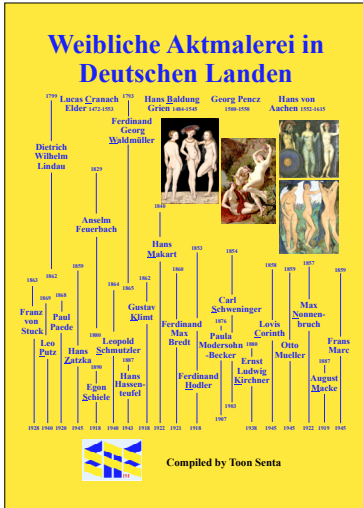 Weibliche Aktmalerei in
Deutschen Landen
1799
Lucas Cranach
Elder 1472-1553
1793
Hans Baldung
Grien 1484-1545
Georg Pencz
1500-1550
Hans von
Aachen 1552-1615
Ferdinand
Georg
Waldmüller
Dietrich
Wilhelm
Lindau
1829
Anselm
Feuerbach
1840
Hans
Makart
1862
1865
1863
Franz
von
Stuck
1869
Leo
Putz
1868
Paul
Paede
1859
Hans
Zatzka
1880
1890
Egon
Schiele
1864
Leopold
Schmutzler
1887
Hans
Hassen-
teufel
1862
Gustav
Klimt
1860
Ferdinand
Max
Bredt
1853
Ferdinand
Hodler
1854
Carl
Schweninger
1876
Paula
Modersohn
-Becker
1903
1907
1880
Ernst
Ludwig
Kirchner
1858
Lovis
Corinth
1859
Otto
Mueller
1857
Max
Nonnen-
bruch
1887
August
Macke
1859
Frans
Marc
1928
1940
1920
1945
1918
1940
1941
1918
1922
1921
1918
1938
1945
1945
1922
1919
1945
Compiled by Toon Senta